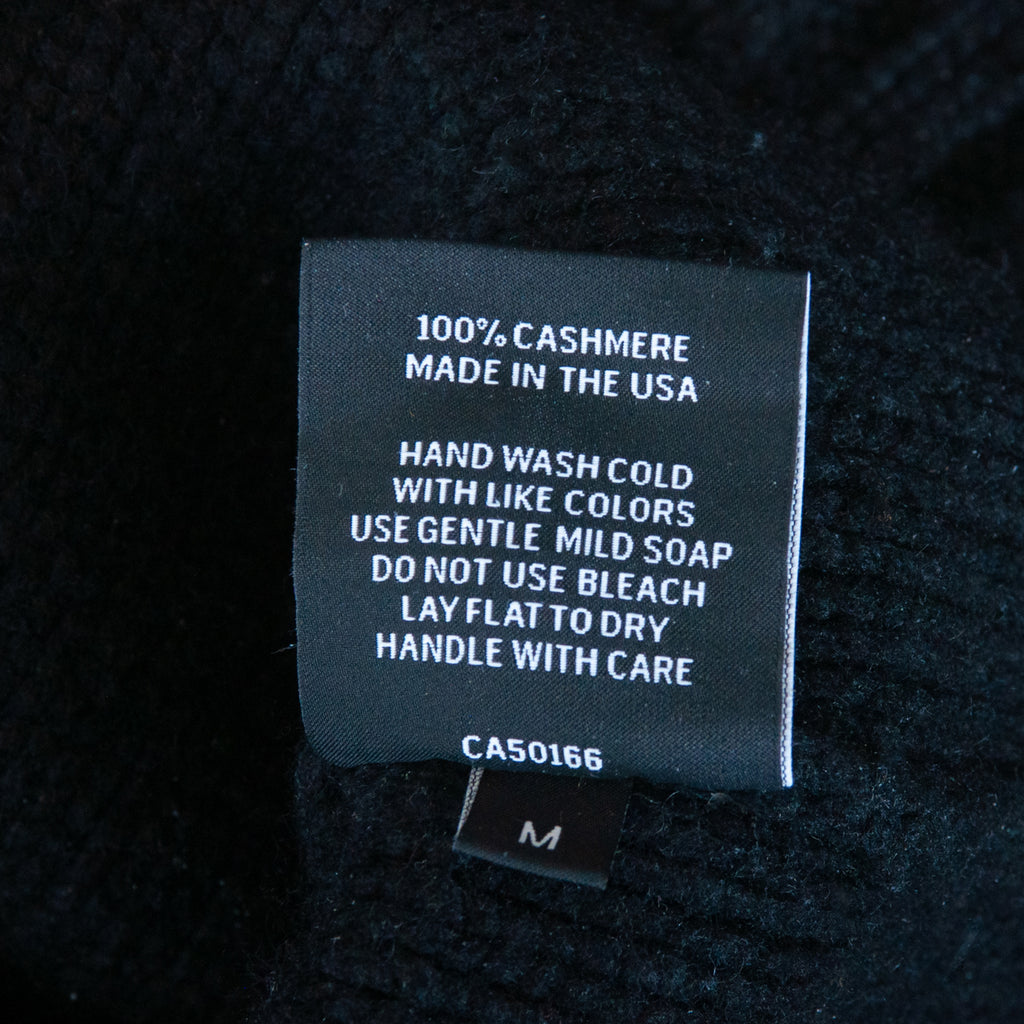 100% CASHMERE
MADE IN THE USA
HAND WASH COLD
WITH LIKE COLORS
USE GENTLE MILD SOAP
DO NOT USE BLEACH
LAY FLAT TO DRY
HANDLE WITH CARE
CA50166
M